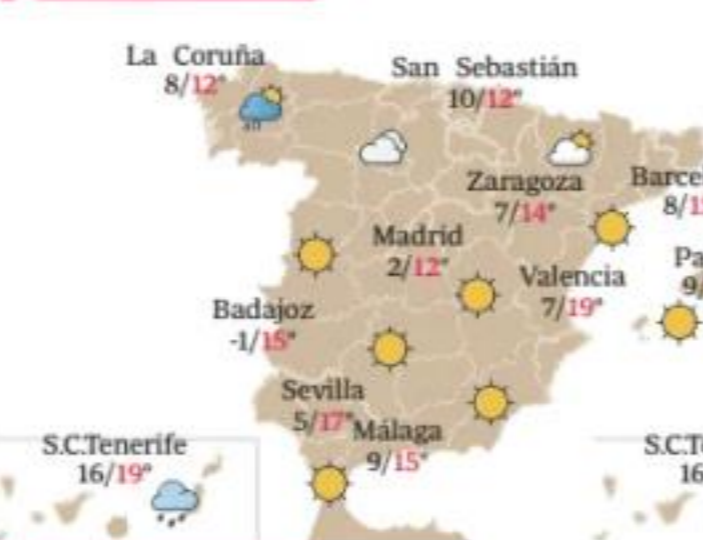 La Coruña
8/12°
San Sebastián
10/12°
Zaragoza
7/14°
Madrid
2/12°
Valencia
7/19°
Badajoz
-1/15°
Sevilla
5/17°
Málaga
9/15°
S.C.Tenerife
16/19°
16